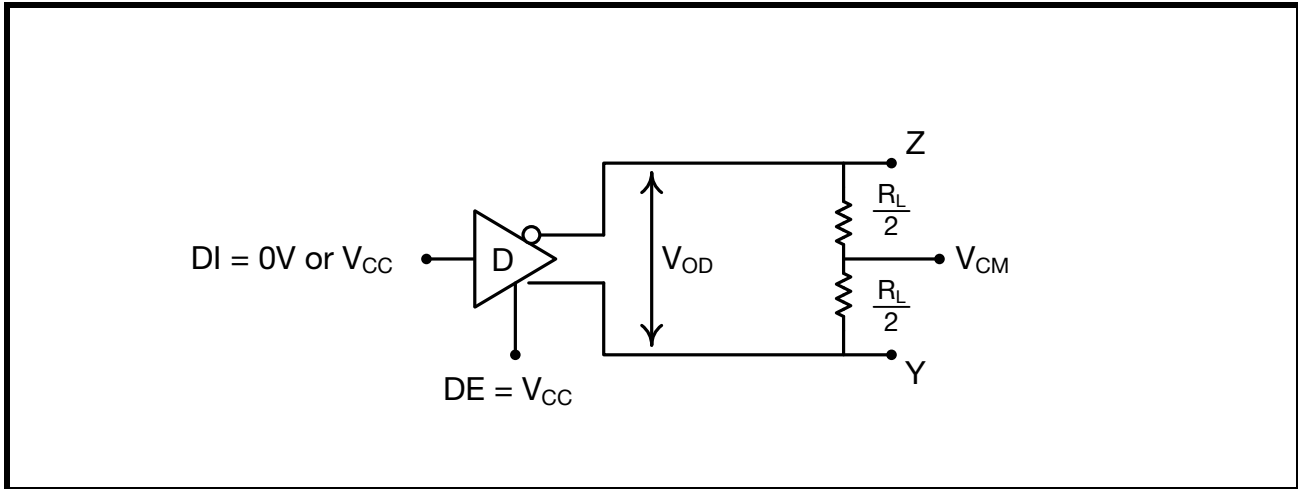 Z
R_L
2
DI = 0V or V_CC
D
V_OD
V_CM
R_L
2
DE = V_CC
Y